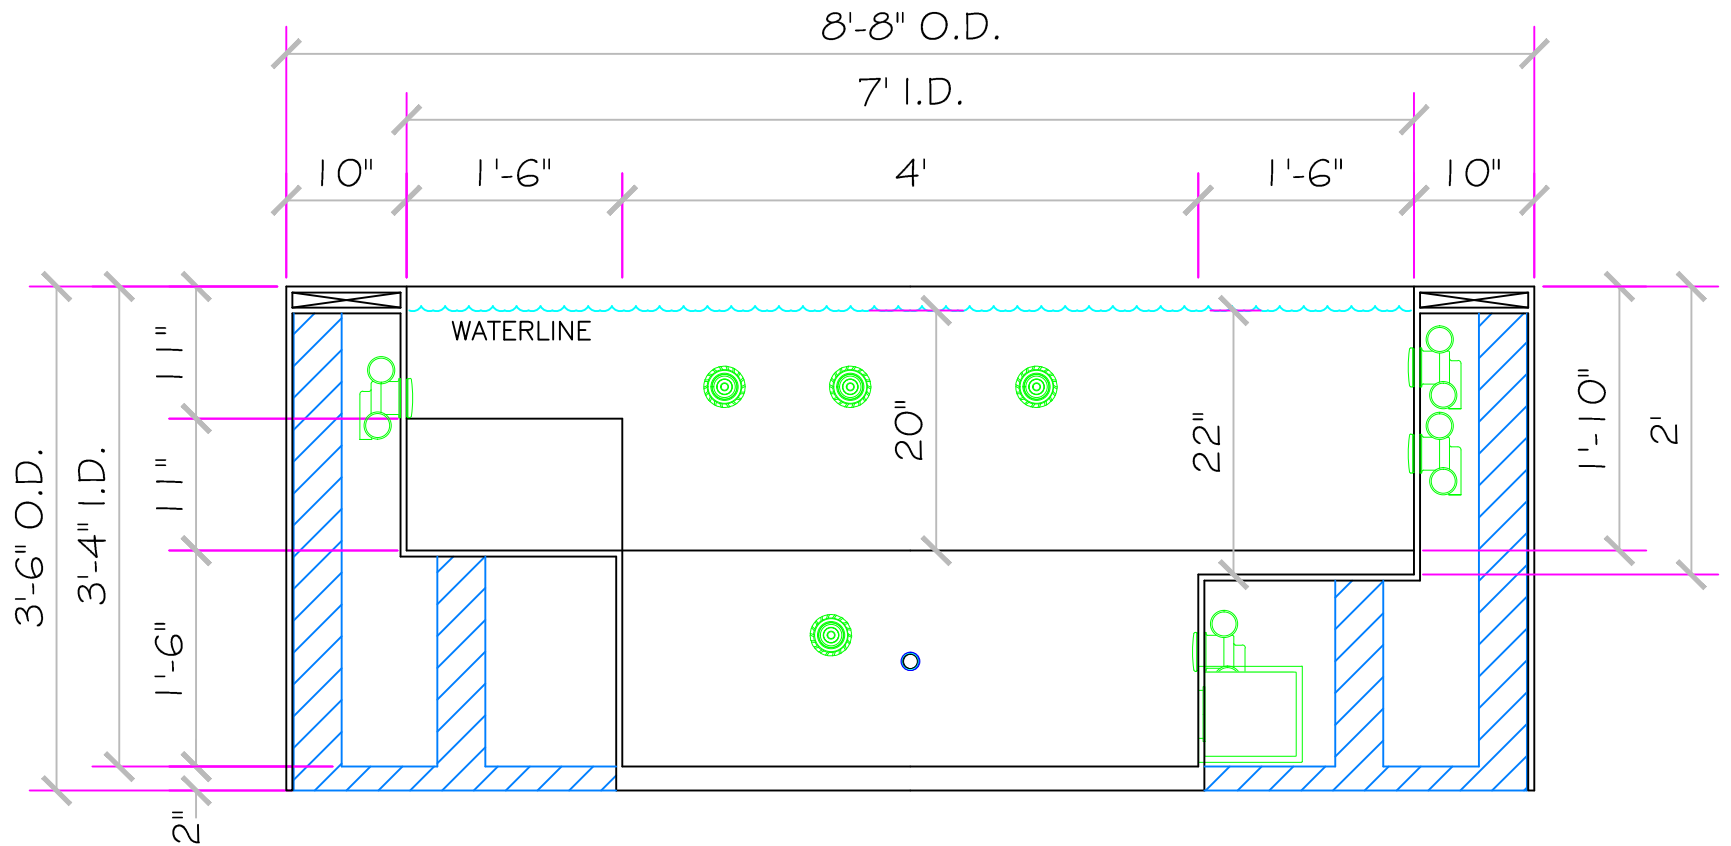 8'-8" O.D.
7' I.D.
10" 1'-6" 4' 1'-6" 10"
WATERLINE
3'-6" O.D.
3'-4" I.D.
11"
11"
1'-6"
2"
20"
22"
1'-10"
2'